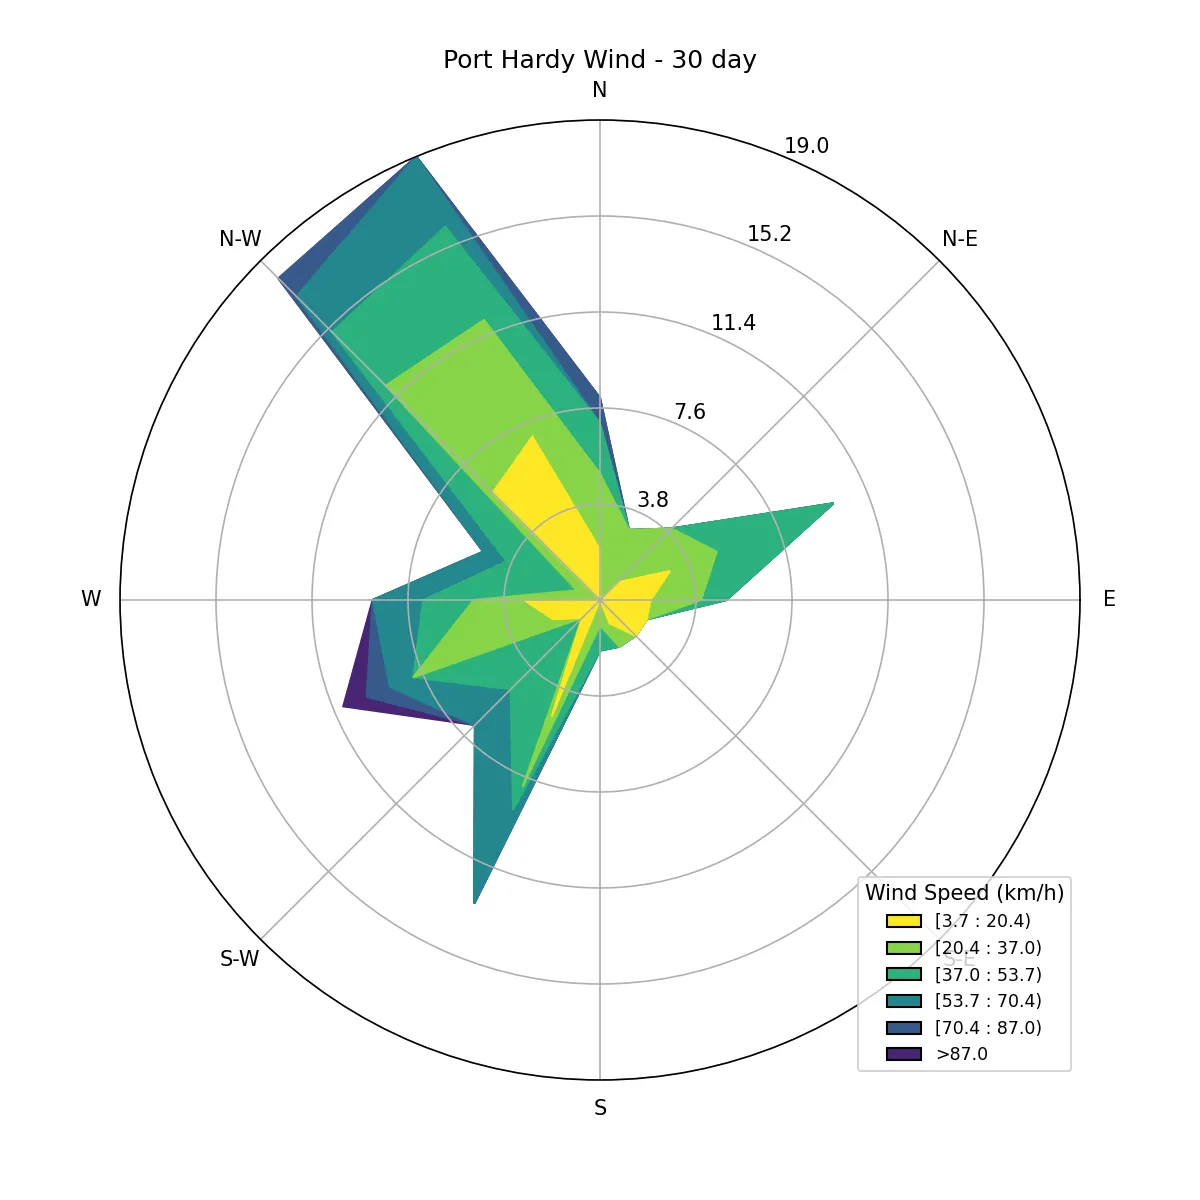 Port Hardy Wind - 30 day
N
19.0
15.2
N-W
N-E
11.4
7.6
3.8
W
E
Wind Speed (km/h)
[3.7 : 20.4)
[20.4 : 37.0)
S-W
S-E
[37.0 : 53.7)
[53.7 : 70.4)
[70.4 : 87.0)
>87.0
S